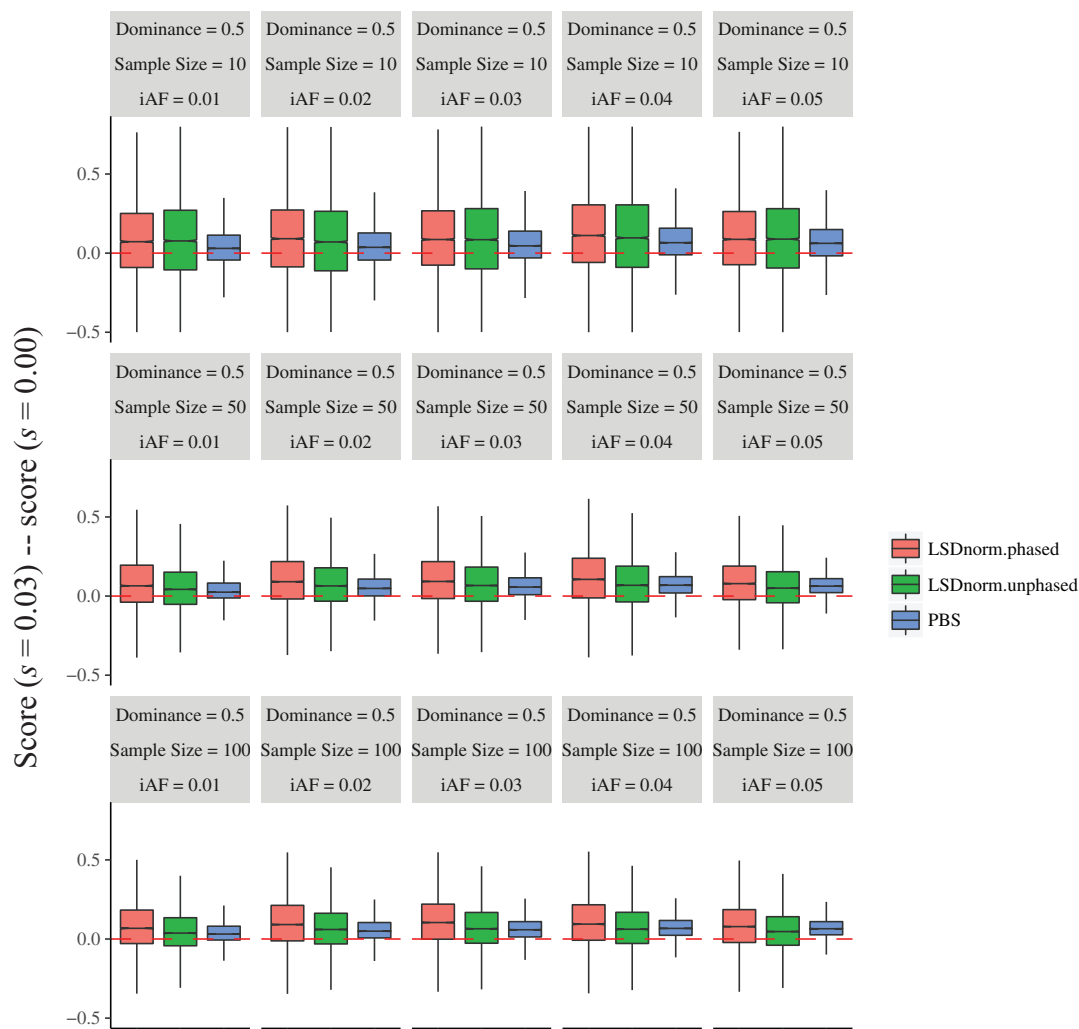 Dominance = 0.5 Dominance = 0.5 Dominance = 0.5 Dominance = 0.5 Dominance = 0.5
Sample Size = 10 Sample Size = 10 Sample Size = 10 Sample Size = 10 Sample Size = 10
iAF = 0.01 iAF = 0.02 iAF = 0.03 iAF = 0.04 iAF = 0.05
0.5
0.0
−0.5
Dominance = 0.5 Dominance = 0.5 Dominance = 0.5 Dominance = 0.5 Dominance = 0.5
Sample Size = 50 Sample Size = 50 Sample Size = 50 Sample Size = 50 Sample Size = 50
iAF = 0.01 iAF = 0.02 iAF = 0.03 iAF = 0.04 iAF = 0.05
0.5
0.0
−0.5
Dominance = 0.5 Dominance = 0.5 Dominance = 0.5 Dominance = 0.5 Dominance = 0.5
Sample Size = 100 Sample Size = 100 Sample Size = 100 Sample Size = 100 Sample Size = 100
iAF = 0.01 iAF = 0.02 iAF = 0.03 iAF = 0.04 iAF = 0.05
0.5
0.0
−0.5
Score (s = 0.03) -- score (s = 0.00)
LSDnorm.phased
LSDnorm.unphased
PBS